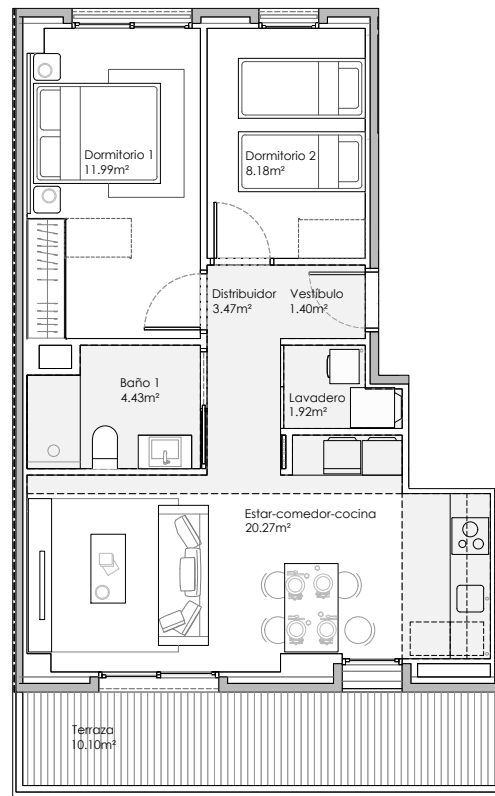 Dormitorio 1
11.99m²
Dormitorio 2
8.18m²
Distribuidor
3.47m²
Vestíbulo
1.40m²
Baño 1
4.43m²
Lavadero
1.92m²
Estar-comedor-cocina
20.27m²
Terraza
10.10m²